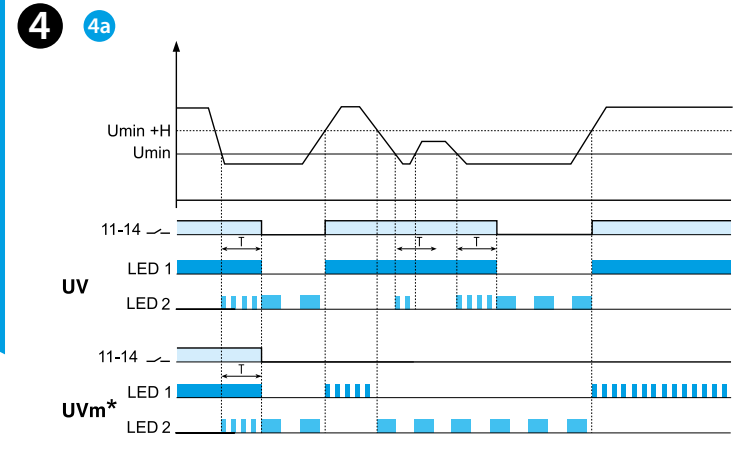 4 4a
Umin +H
Umin
11-14
T T T
LED 1
UV
LED 2
11-14
T
LED 1
UVm*
LED 2